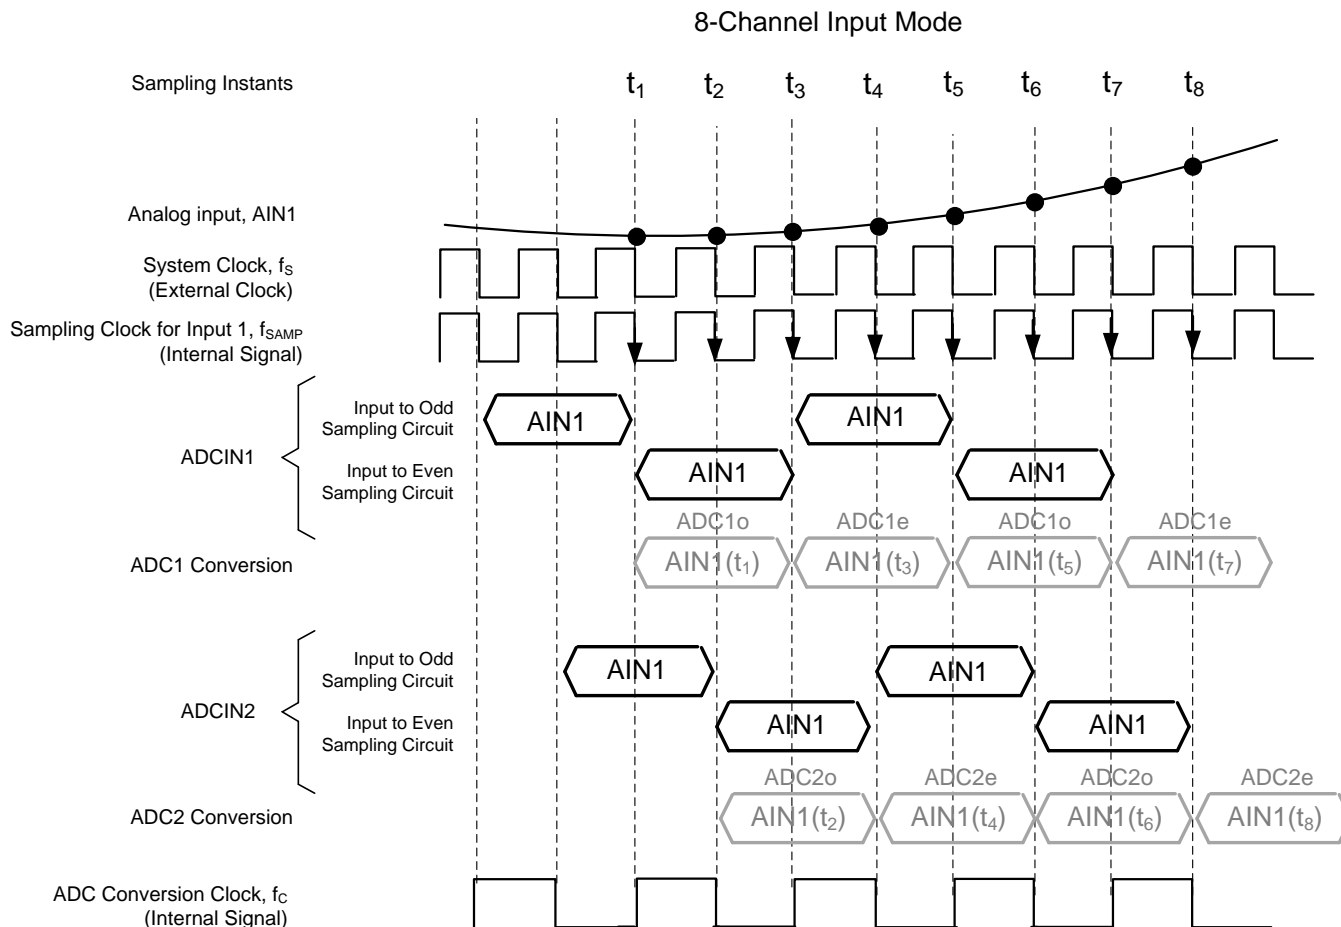 8-Channel Input Mode
Sampling Instants
t1 t2 t3 t4 t5 t6 t7 t8
Analog input, AIN1
System Clock, fS
(External Clock)
Sampling Clock for Input 1, fSAMP
(Internal Signal)
ADCIN1
Input to Odd
Sampling Circuit
AIN1 AIN1
Input to Even
Sampling Circuit
AIN1 AIN1
ADC1o ADC1e ADC1o ADC1e
ADC1 Conversion
AIN1(t1) AIN1(t3) AIN1(t5) AIN1(t7)
ADCIN2
Input to Odd
Sampling Circuit
AIN1 AIN1
Input to Even
Sampling Circuit
AIN1 AIN1
ADC2o ADC2e ADC2o ADC2e
ADC2 Conversion
AIN1(t2) AIN1(t4) AIN1(t6) AIN1(t8)
ADC Conversion Clock, fC
(Internal Signal)